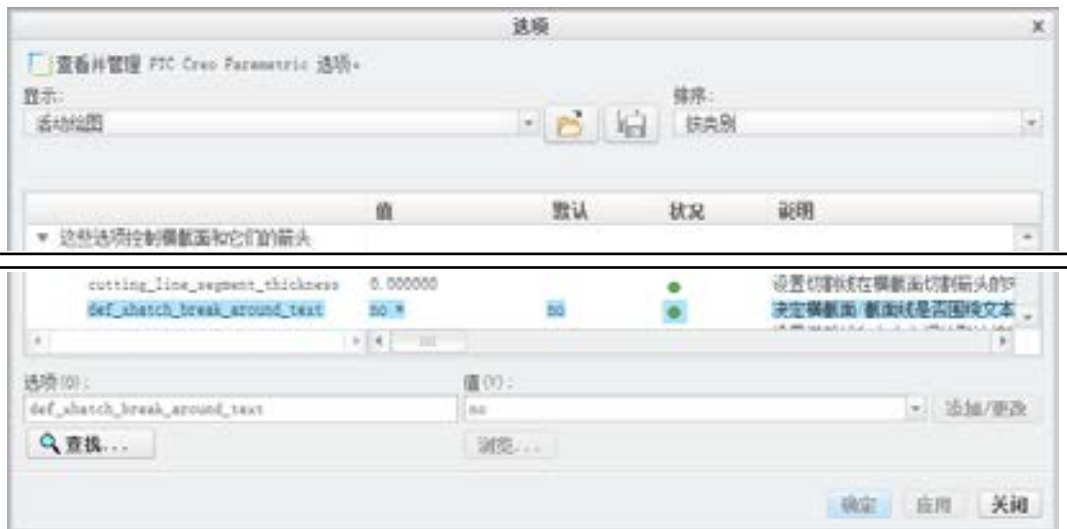 选项
查看并管理 PTC Creo Parametric 选项。
显示: 排序:
活动绘图 按类别
值 默认 状况 说明
这些选项控制横截面和它们的箭头
cutting_line_segment_thickness 0.000000 设置切割线在横截面切割箭头的
def_xhatch_break_around_text no * no 决定横截面/截面线是否围绕文本
选项(O): 值(V):
def_xhatch_break_around_text no 添加/更改
查找... 浏览...
确定 应用 关闭